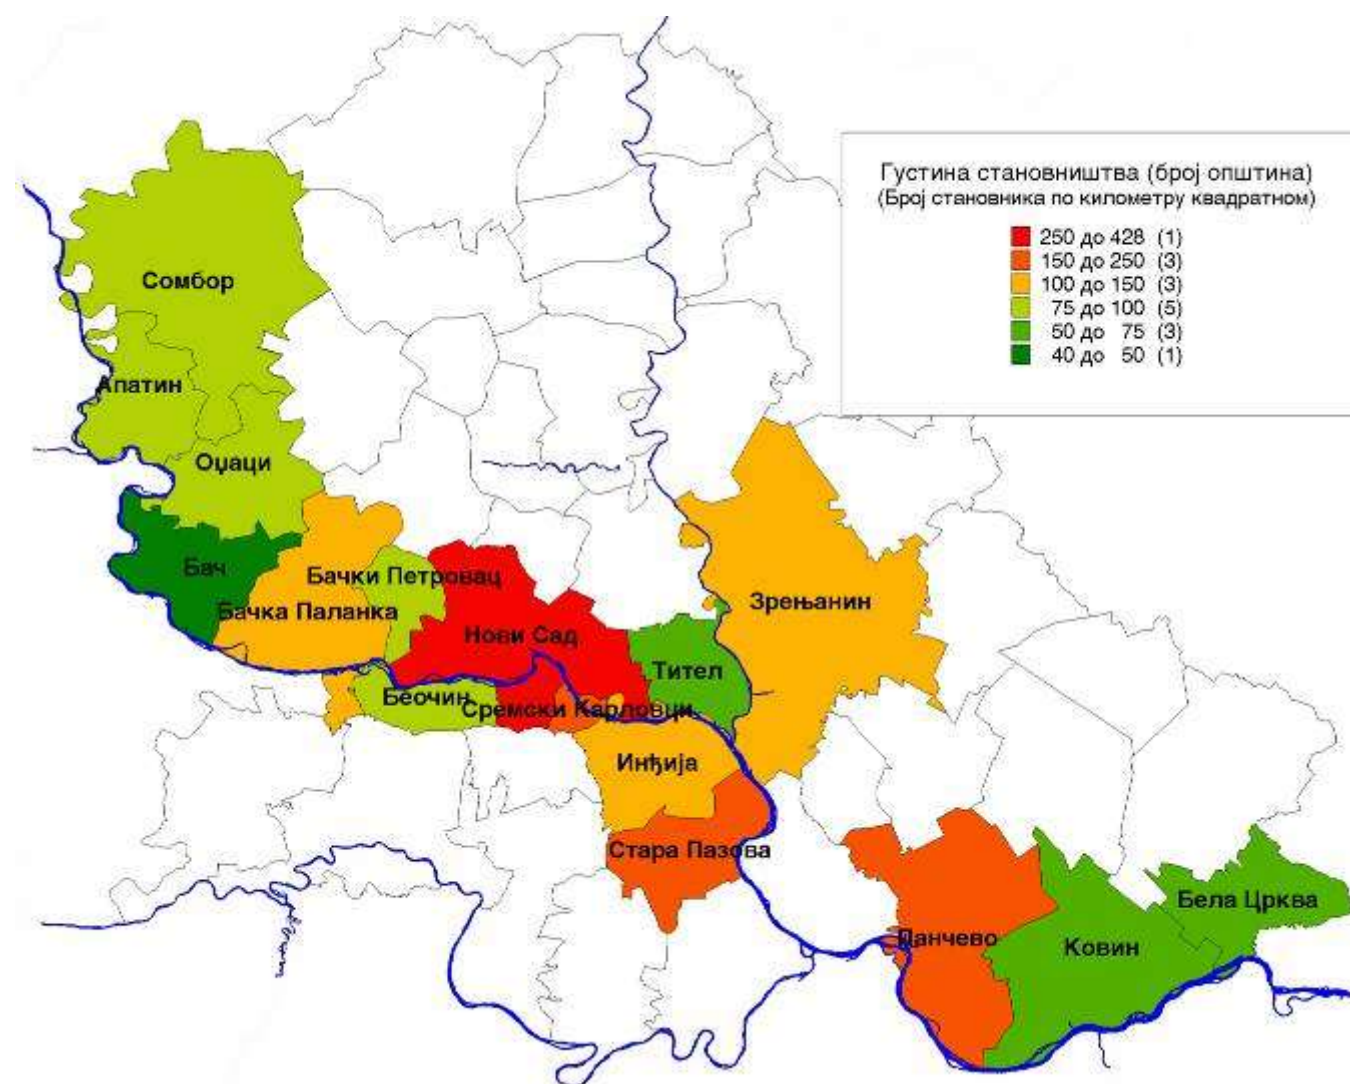 Густина становништва (број општина)
(Број становника по километру квадратном)
250 до 428 (1)
150 до 250 (3)
100 до 150 (3)
75 до 100 (5)
50 до 75 (3)
40 до 50 (1)
Сомбор
Апатин
Оџаци
Бач
Бачки Петровац
Бачка Паланка
Зрењанин
Нови Сад
Тител
Беочин
Сремски Карловци
Инђија
Стара Пазова
Бела Црква
Панчево
Ковин